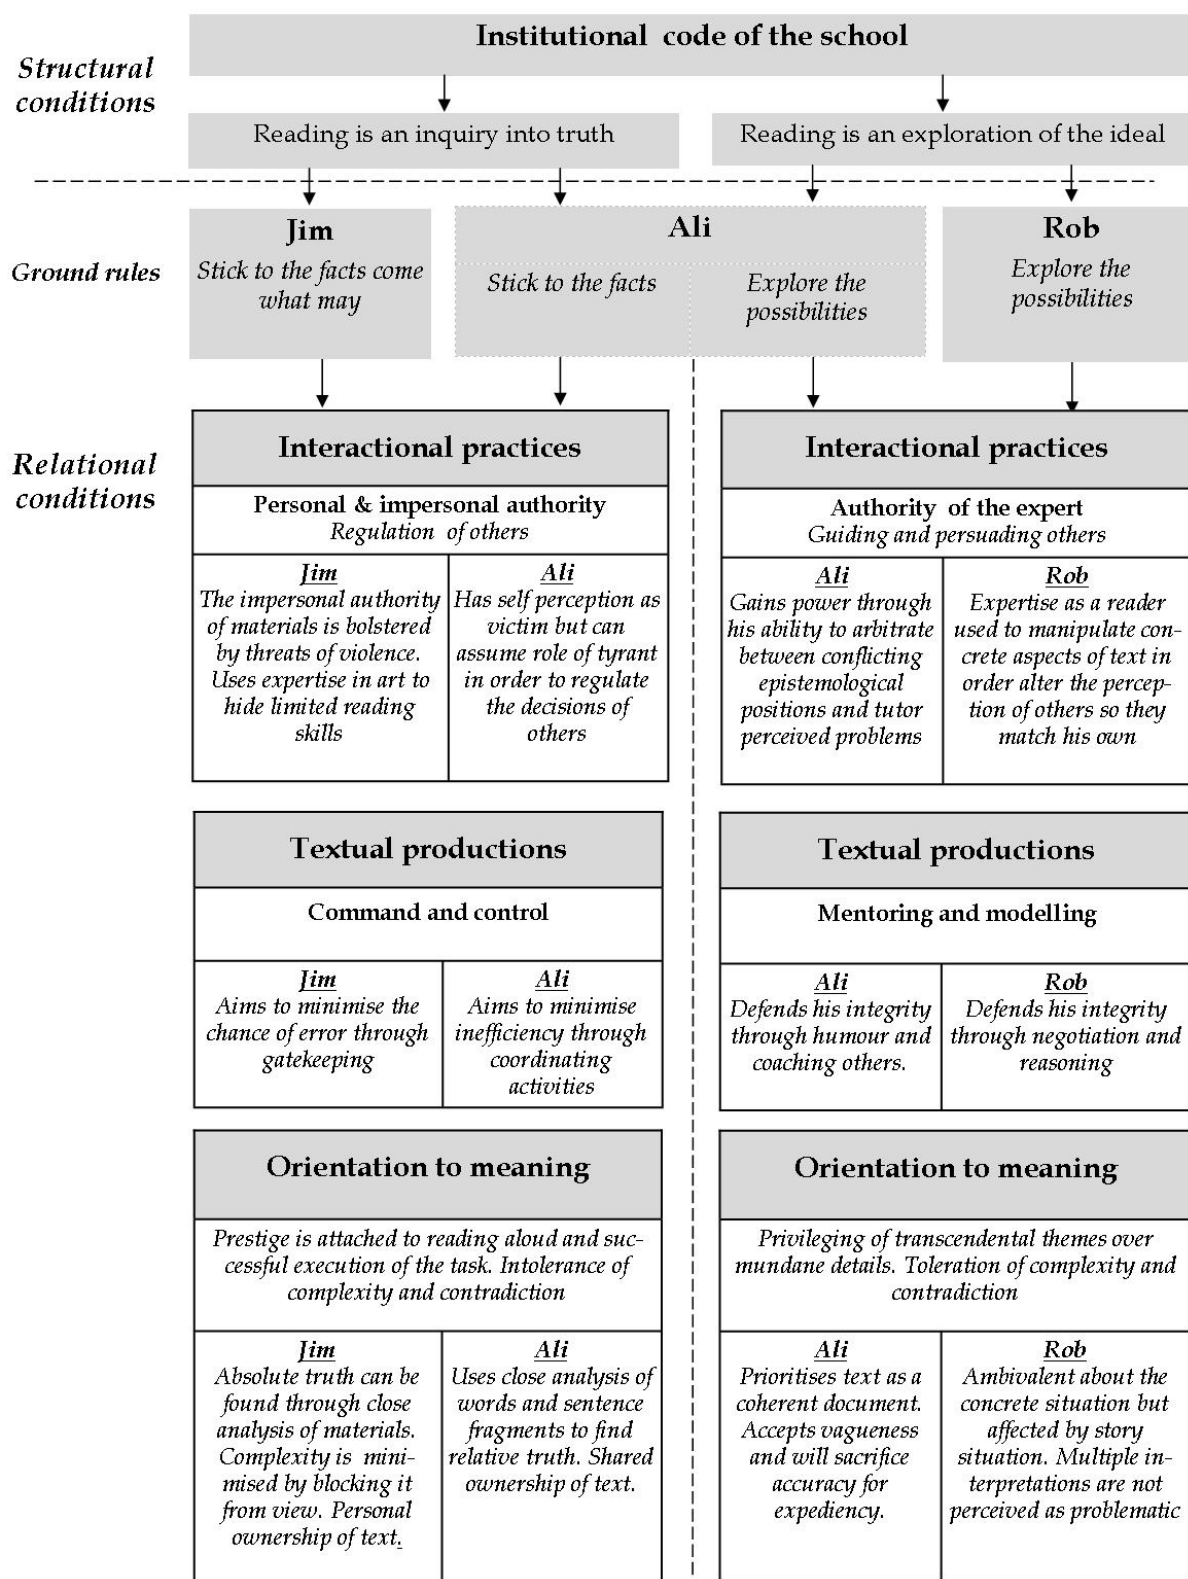 Institutional code of the school
Structural
conditions
Reading is an inquiry into truth
Reading is an exploration of the ideal
Ground rules
Jim
Stick to the facts come
what may
Ali
Stick to the facts
Explore the
possibilities
Rob
Explore the
possibilities
Relational
conditions
Interactional practices
Personal & impersonal authority
Regulation of others
Jim
The impersonal authority
of materials is bolstered
by threats of violence.
Uses expertise in art to
hide limited reading
skills
Ali
Has self perception as
victim but can
assume role of tyrant
in order to regulate
the decisions of
others
Interactional practices
Authority of the expert
Guiding and persuading others
Ali
Gains power through
his ability to arbitrate
between conflicting
epistemological
positions and tutor
perceived problems
Rob
Expertise as a reader
used to manipulate con-
crete aspects of text in
order alter the percep-
tion of others so they
match his own
Textual productions
Command and control
Jim
Aims to minimise the
chance of error through
gatekeeping
Ali
Aims to minimise
inefficiency through
coordinating
activities
Textual productions
Mentoring and modelling
Ali
Defends his integrity
through humour and
coaching others.
Rob
Defends his integrity
through negotiation and
reasoning
Orientation to meaning
Prestige is attached to reading aloud and suc-
cessful execution of the task. Intolerance of
complexity and contradiction
Jim
Absolute truth can be
found through close
analysis of materials.
Complexity is mini-
mised by blocking it
from view. Personal
ownership of text.
Ali
Uses close analysis of
words and sentence
fragments to find
relative truth. Shared
ownership of text.
Orientation to meaning
Privileging of transcendental themes over
mundane details. Toleration of complexity and
contradiction
Ali
Prioritises text as a
coherent document.
Accepts vagueness
and will sacrifice
accuracy for
expediency.
Rob
Ambivalent about the
concrete situation but
affected by story
situation. Multiple in-
terpretations are not
perceived as problematic